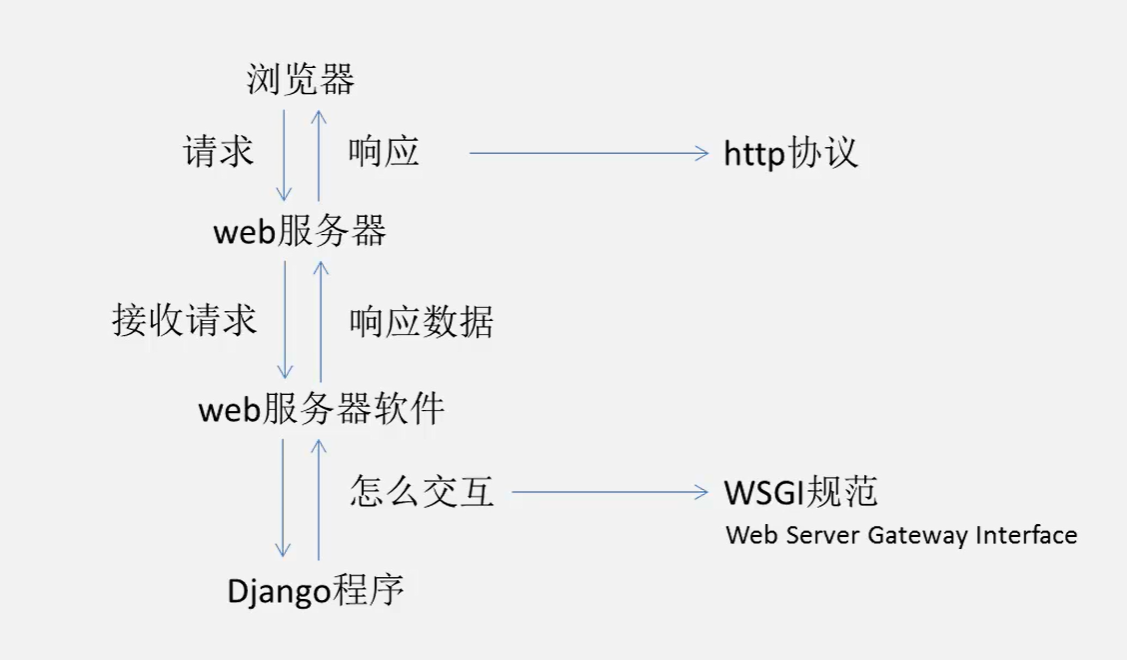 浏览器
请求
响应
http协议
web服务器
接收请求
响应数据
web服务器软件
怎么交互
WSGI规范
Web Server Gateway Interface
Django程序